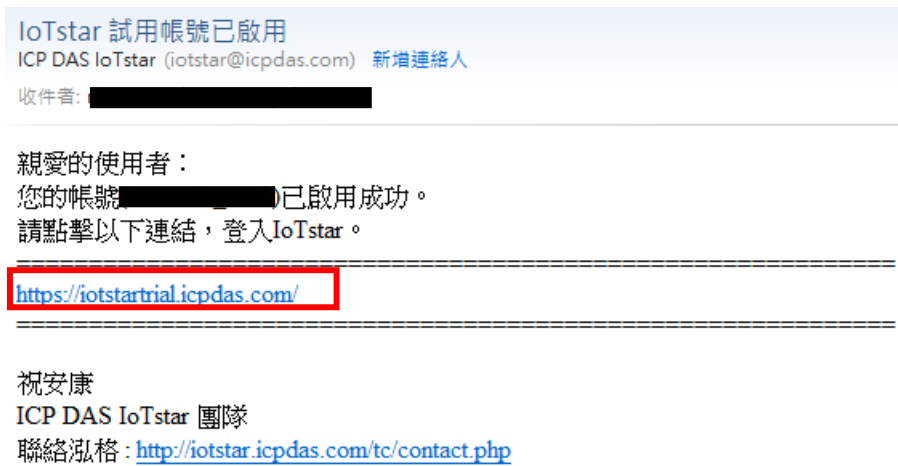 IoTstar 試用帳號已啟用
ICP DAS IoTstar (iotstar@icpdas.com) 新增連絡人
收件者:
親愛的使用者：
您的帳號 )已啟用成功。
請點擊以下連結，登入IoTstar。
================================================================
https://iotstartrial.icpdas.com/
================================================================
祝安康
ICP DAS IoTstar 團隊
聯絡泓格 : http://iotstar.icpdas.com/tc/contact.php